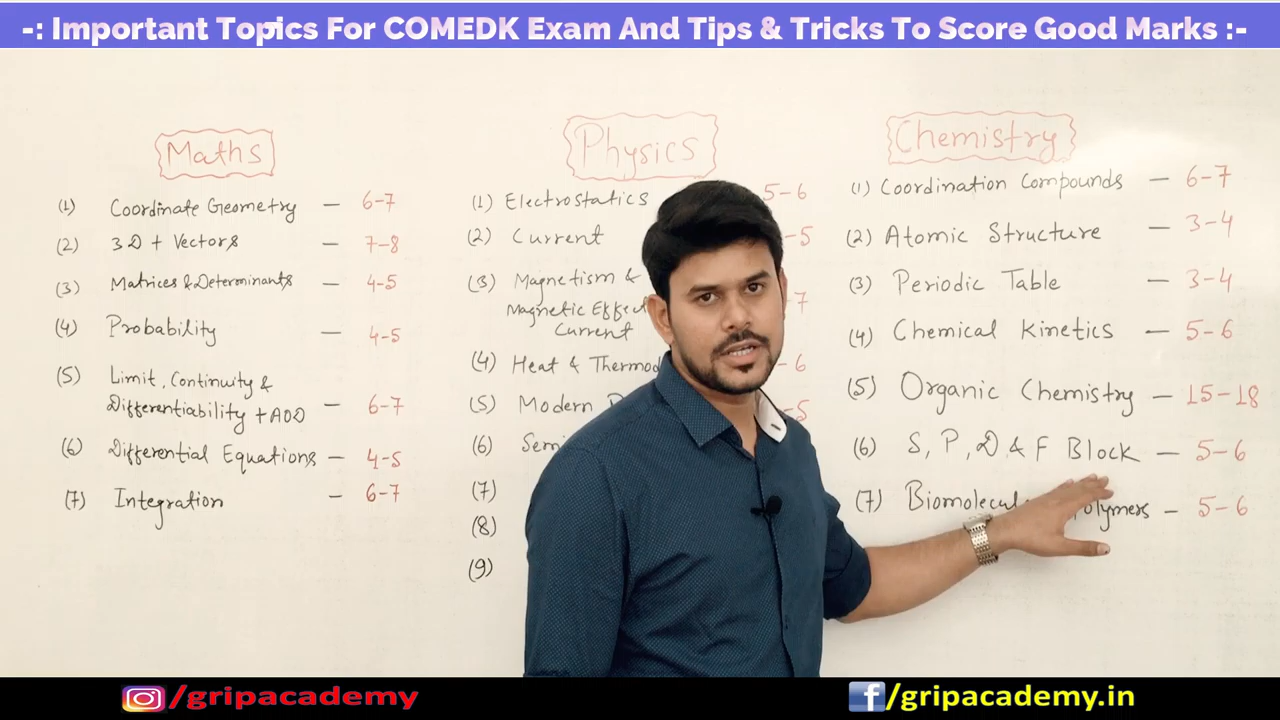 -: Important Topics For COMEDK Exam And Tips & Tricks To Score Good Marks :-
Maths
(1) Coordinate Geometry — 6-7
(2) 3D + Vectors — 7-8
(3) Matrices & Determinants — 4-5
(4) Probability — 4-5
(5) Limit, Continuity &
Differentiability + AOD — 6-7
(6) Differential Equations — 4-5
(7) Integration — 6-7
Physics
(1) Electrostatics 5-6
(2) Current -5
(3) Magnetism &
Magnetic Effect 7
Current
(4) Heat & - 6
(5) Modern -5
(6)
(7)
(8)
(9)
Chemistry
(1) Coordination Compounds — 6-7
(2) Atomic Structure — 3-4
(3) Periodic Table — 3-4
(4) Chemical Kinetics — 5-6
(5) Organic Chemistry — 15-18
(6) S, P, D & F Block — 5-6
(7) — 5-6
/gripacademy
f/gripacademy.in